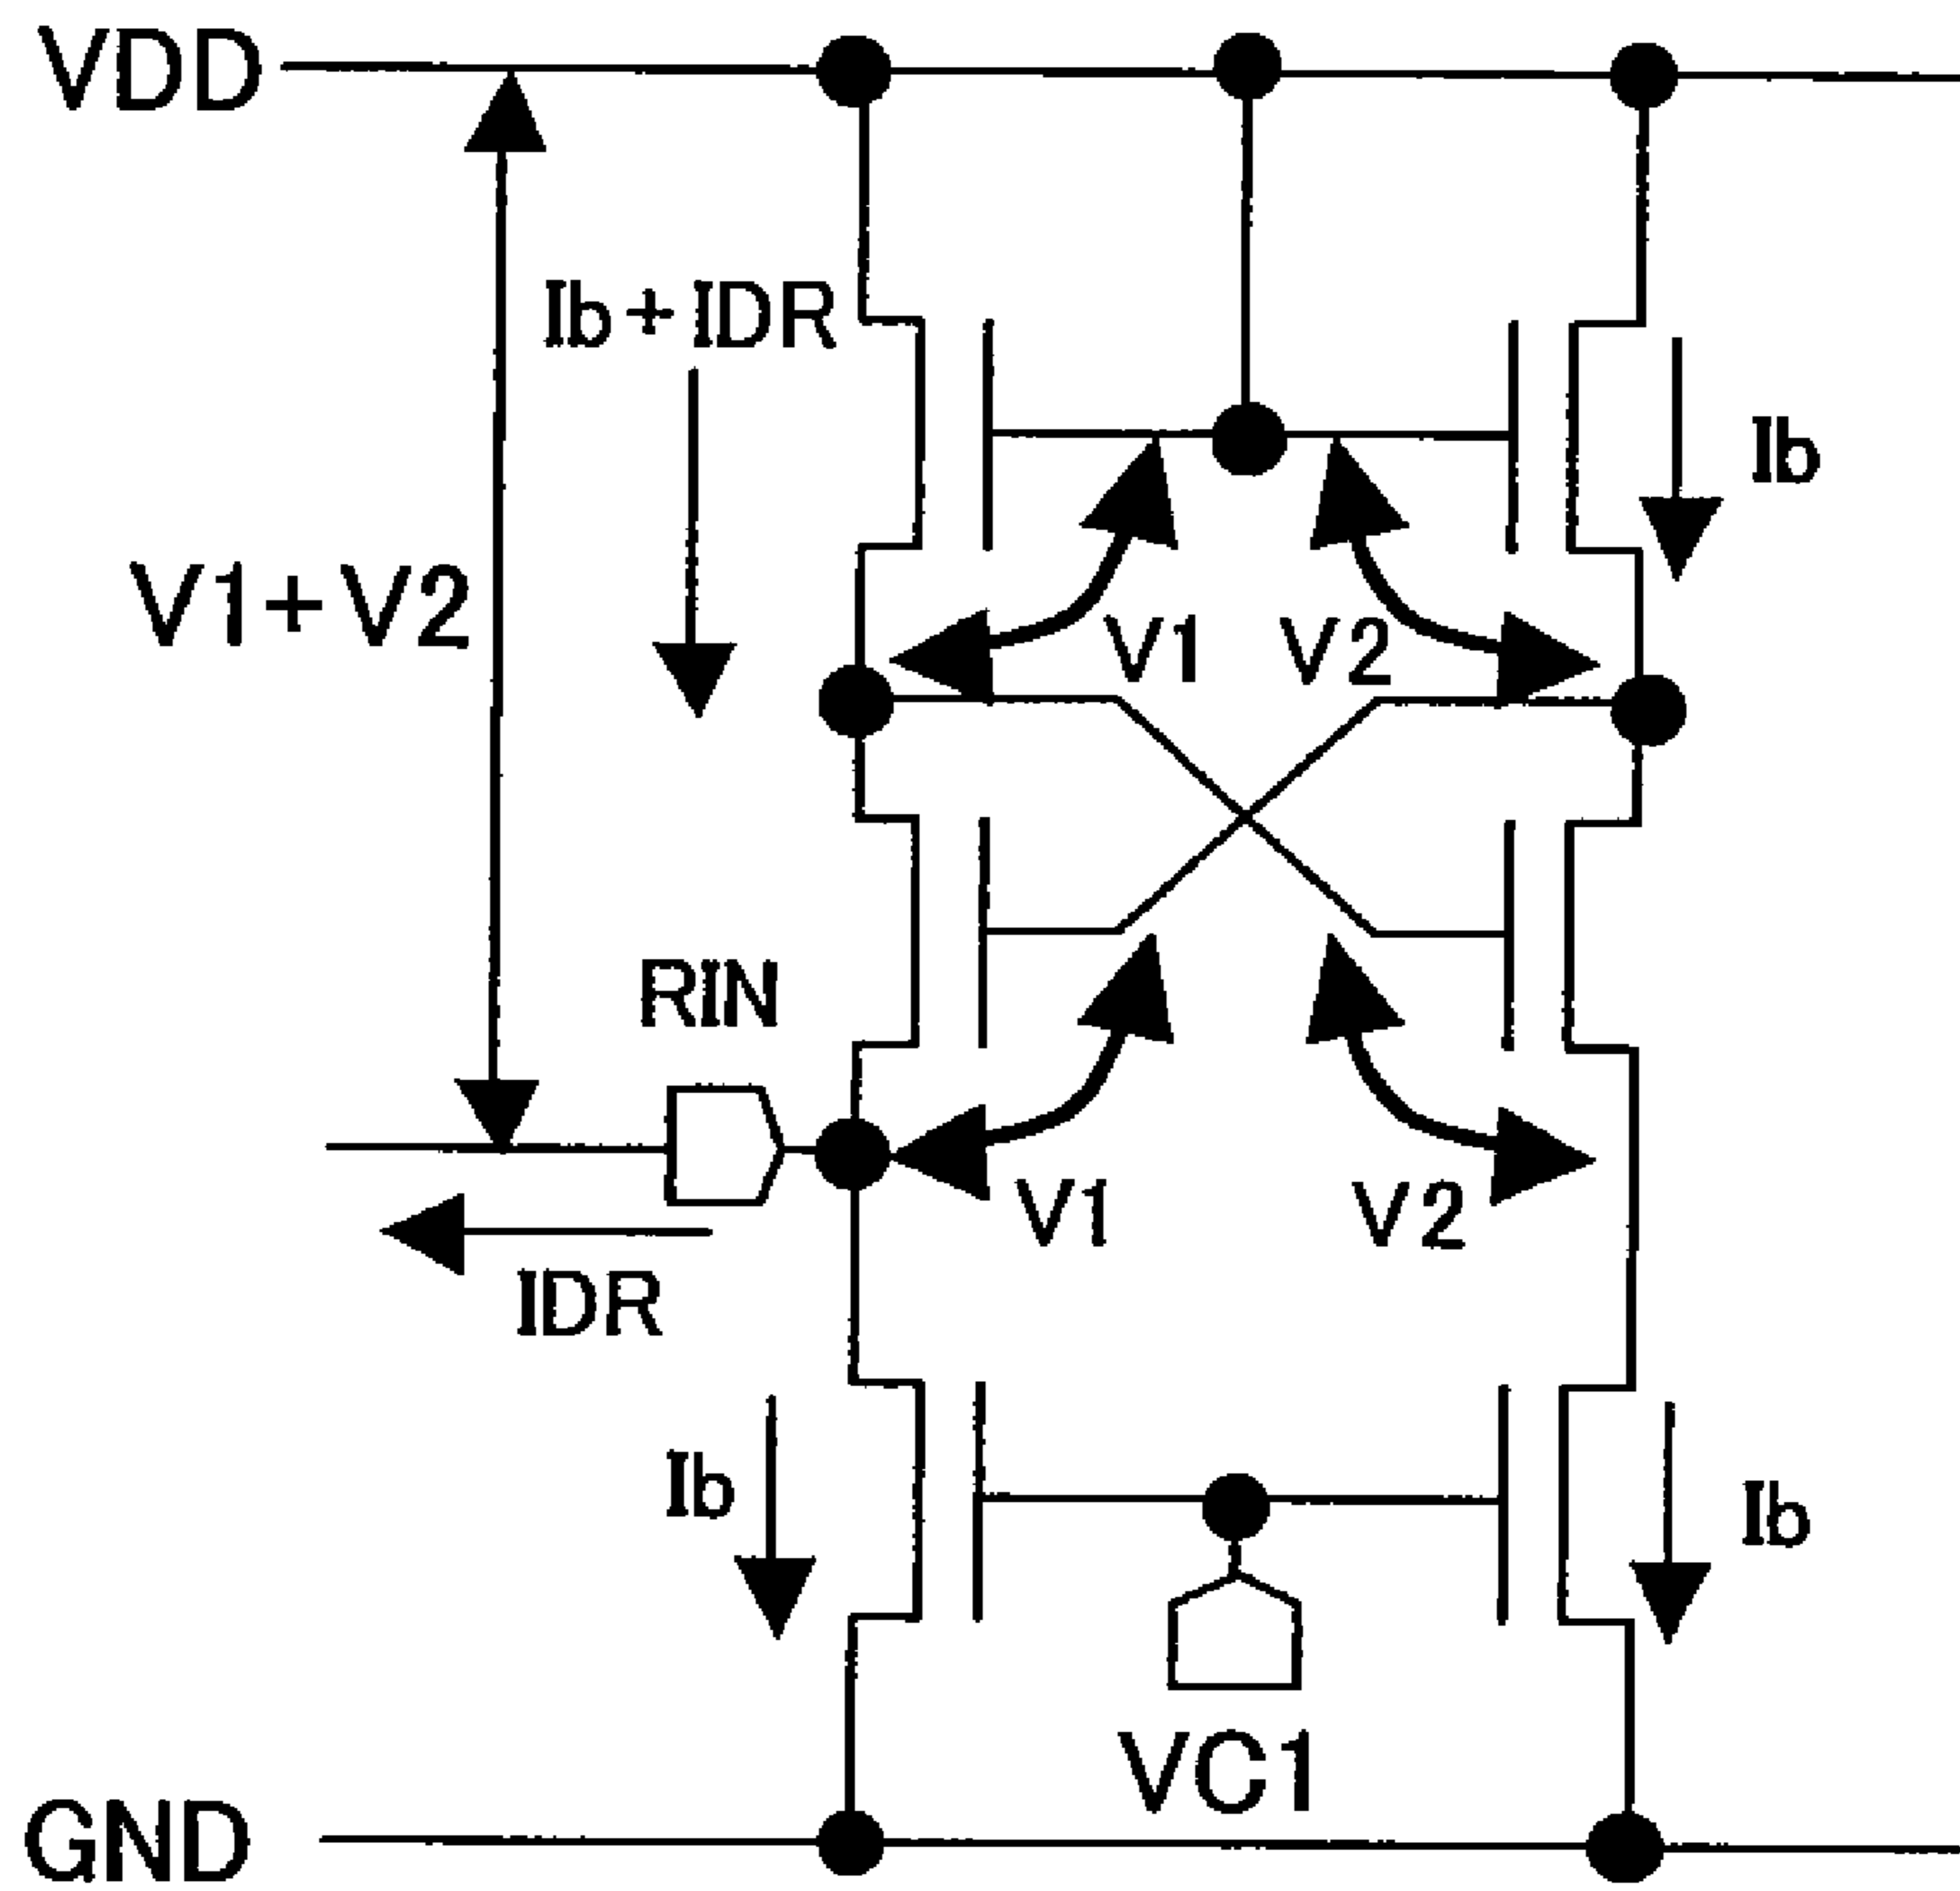 VDD
Ib+IDR
Ib
V1+V2
V1
V2
RIN
V1
V2
IDR
Ib
Ib
VC1
GND